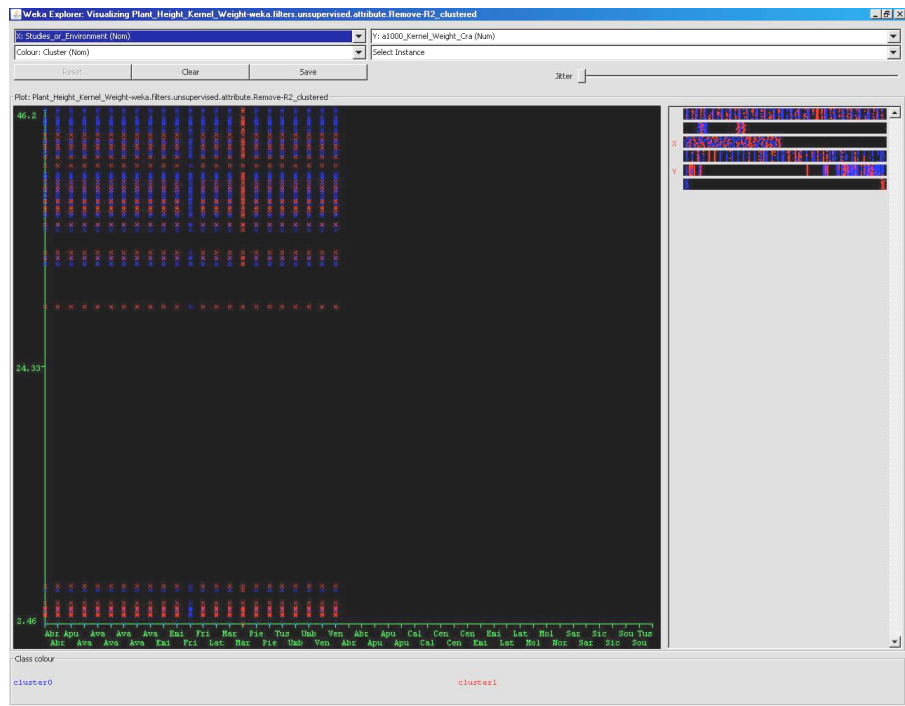 Weka Explorer: Visualizing Plant_Height_Kernel_Weight-weka.filters.unsupervised.attribute.Remove-R2_clustered
X: Studies_or_Environment (Nom)
Y: a1000_Kernel_Weight_Cra (Num)
Colour: Cluster (Nom)
Select Instance
Reset Clear Save Jitter
Plot: Plant_Height_Kernel_Weight-weka.filters.unsupervised.attribute.Remove-R2_clustered
46.2
X
Y
24.33
2.46
Abr Apu Ava Ava Ava Emi Fri Mar Pie Tus Umb Ven Abr Apu Cal Cen Cen Emi Lat Mol Sar Sic Sou Tus
Abr Ava Ava Ava Emi Fri Lat Mar Pie Umb Ven Abr Apu Apu Cal Cen Emi Lat Mol Nor Sar Sic Sou
Class colour
cluster0 cluster1